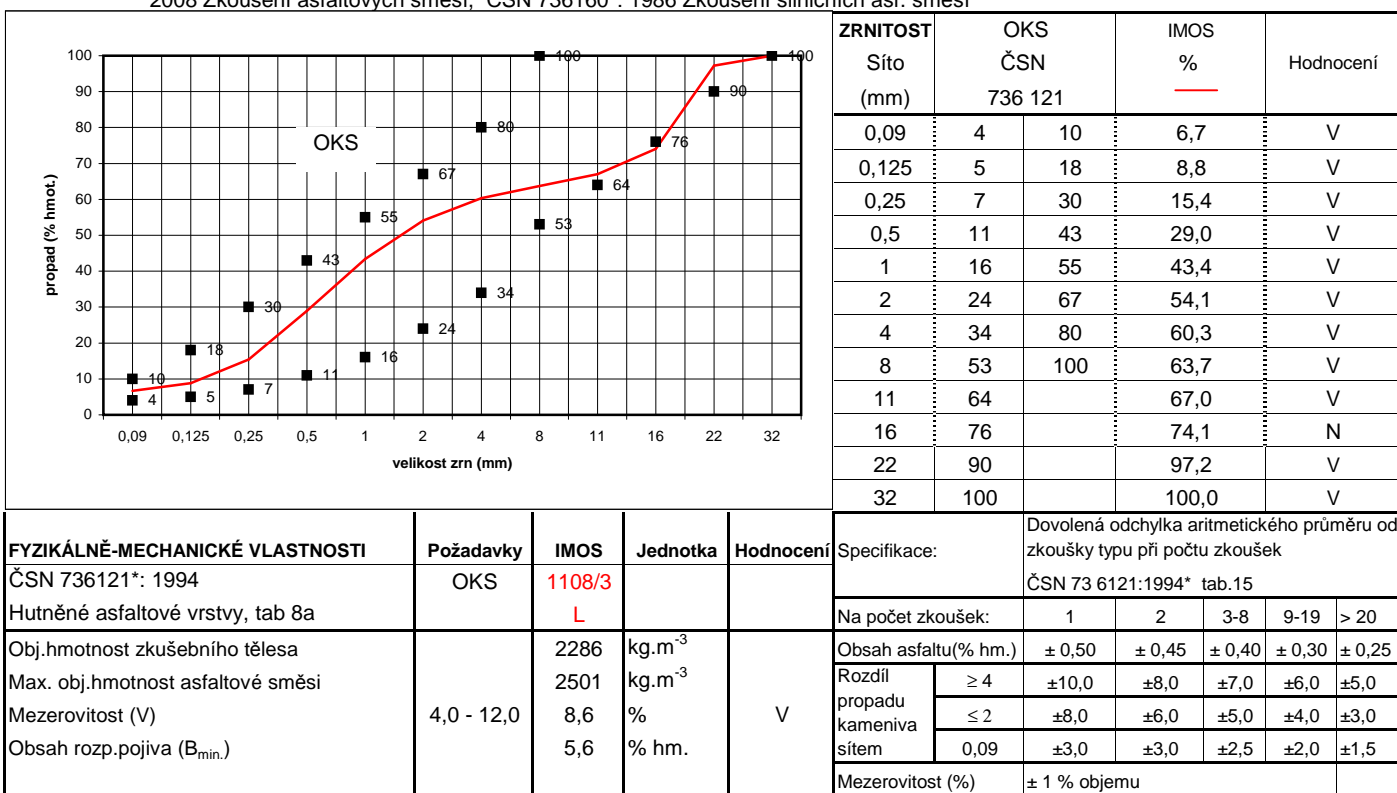 2008 Zkoušení asfaltových směsí, *ČSN 736160*: 1986 Zkoušení silničních asf. směsí
propad (% hmot.)
100
90
80
70
60
50
40
30
20
10
0
OKS
100 100
90
80
76
67
64
55
53
43
34
30
24
18
16
11
10
7
5
4
0,09 0,125 0,25 0,5 1 2 4 8 11 16 22 32
velikost zrn (mm)
ZRNITOST OKS IMOS
Síto ČSN % Hodnocení
(mm) 736 121
0,09 4 10 6,7 V
0,125 5 18 8,8 V
0,25 7 30 15,4 V
0,5 11 43 29,0 V
1 16 55 43,4 V
2 24 67 54,1 V
4 34 80 60,3 V
8 53 100 63,7 V
11 64 67,0 V
16 76 74,1 N
22 90 97,2 V
32 100 100,0 V
FYZIKÁLNĚ-MECHANICKÉ VLASTNOSTI Požadavky IMOS Jednotka Hodnocení
ČSN 736121*: 1994 OKS 1108/3
Hutněné asfaltové vrstvy, tab 8a L
Obj.hmotnost zkušebního tělesa 2286 kg.m-3
Max. obj.hmotnost asfaltové směsi 2501 kg.m-3
Mezerovitost (V) 4,0 - 12,0 8,6 % V
Obsah rozp.pojiva (Bmin.) 5,6 % hm.
Specifikace: Dovolená odchylka aritmetického průměru od
zkoušky typu při počtu zkoušek
ČSN 73 6121:1994* tab.15
Na počet zkoušek: 1 2 3-8 9-19 > 20
Obsah asfaltu(% hm.) ± 0,50 ± 0,45 ± 0,40 ± 0,30 ± 0,25
Rozdíl propadu kameniva sítem
≥ 4 ±10,0 ±8,0 ±7,0 ±6,0 ±5,0
≤ 2 ±8,0 ±6,0 ±5,0 ±4,0 ±3,0
0,09 ±3,0 ±3,0 ±2,5 ±2,0 ±1,5
Mezerovitost (%) ± 1 % objemu